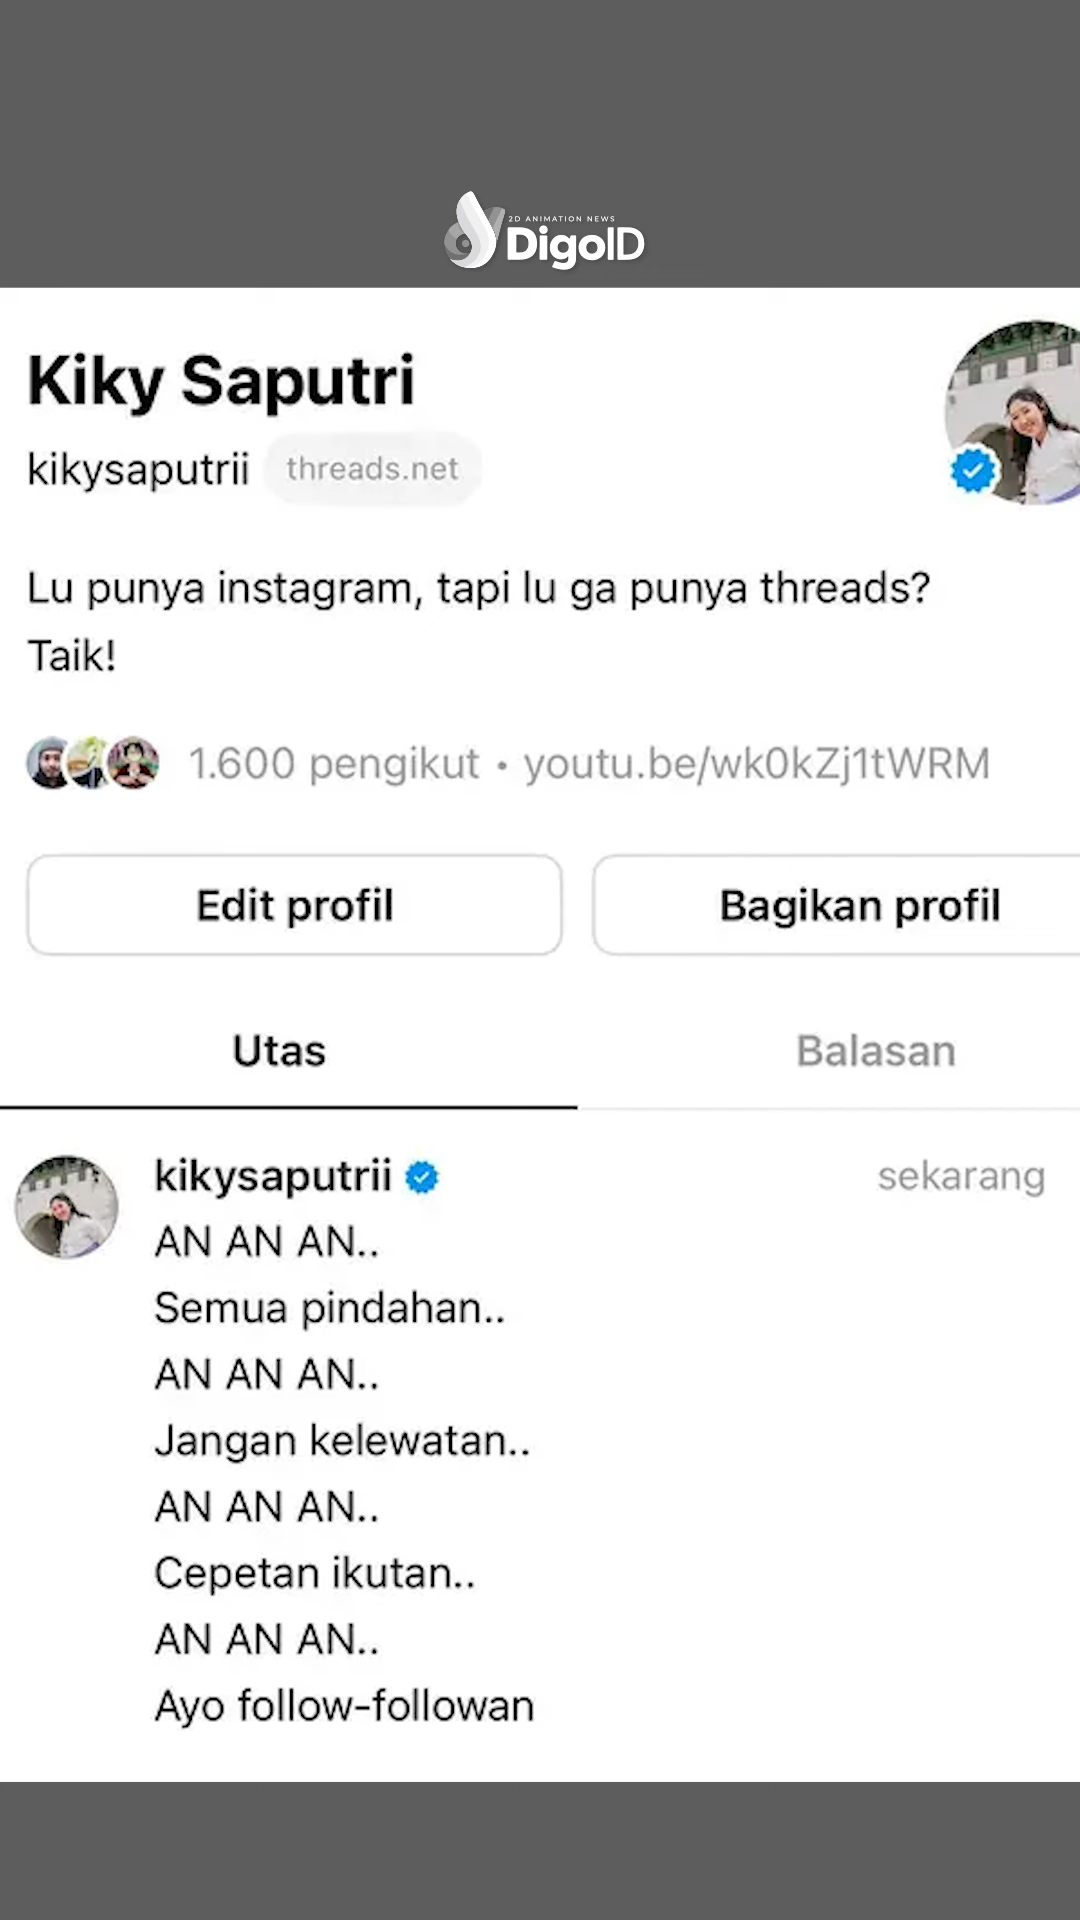 2D ANIMATION NEWS
DigoID
Kiky Saputri
kikysaputrii threads.net
Lu punya instagram, tapi lu ga punya threads?
Taik!
1.600 pengikut • youtu.be/wk0kZj1tWRM
Edit profil Bagikan profil
Utas Balasan
kikysaputrii sekarang
AN AN AN..
Semua pindahan..
AN AN AN..
Jangan kelewatan..
AN AN AN..
Cepetan ikutan..
AN AN AN..
Ayo follow-followan